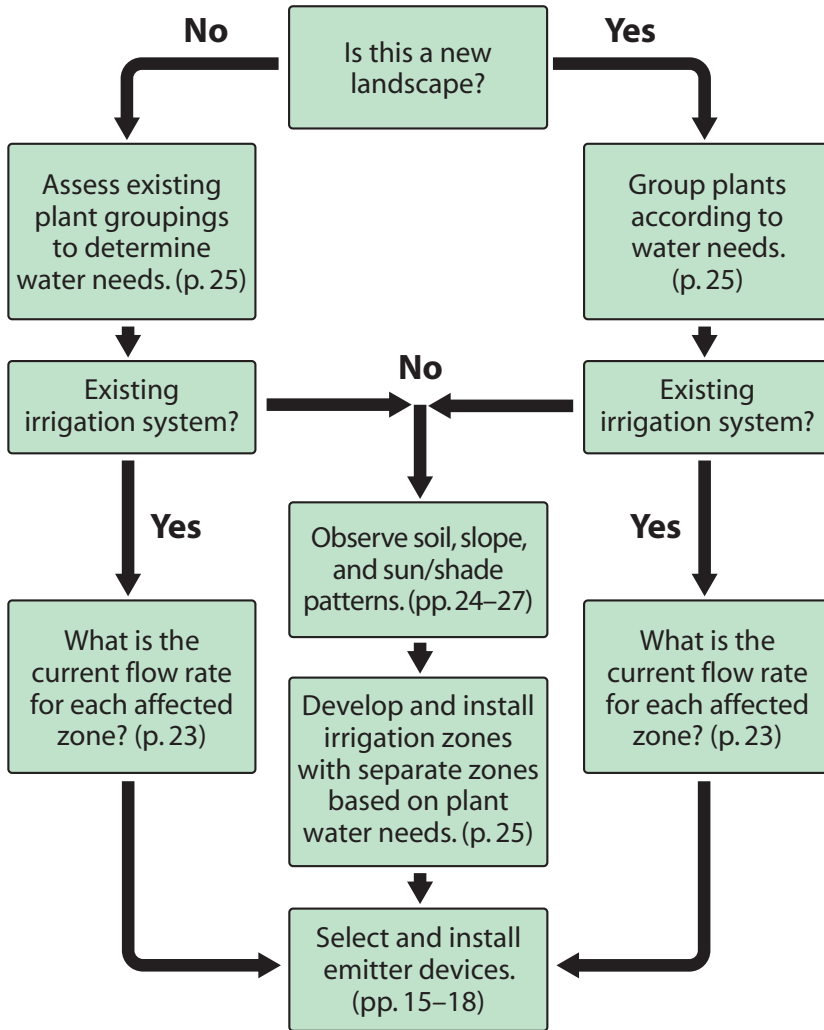 No
Is this a new
landscape?
Yes
Assess existing
plant groupings
to determine
water needs. (p. 25)
Group plants
according to
water needs.
(p. 25)
Existing
irrigation system?
No
Existing
irrigation system?
Yes
Observe soil, slope,
and sun/shade
patterns. (pp. 24–27)
Yes
What is the
current flow rate
for each affected
zone? (p. 23)
Develop and install
irrigation zones
with separate zones
based on plant
water needs. (p. 25)
What is the
current flow rate
for each affected
zone? (p. 23)
Select and install
emitter devices.
(pp. 15–18)